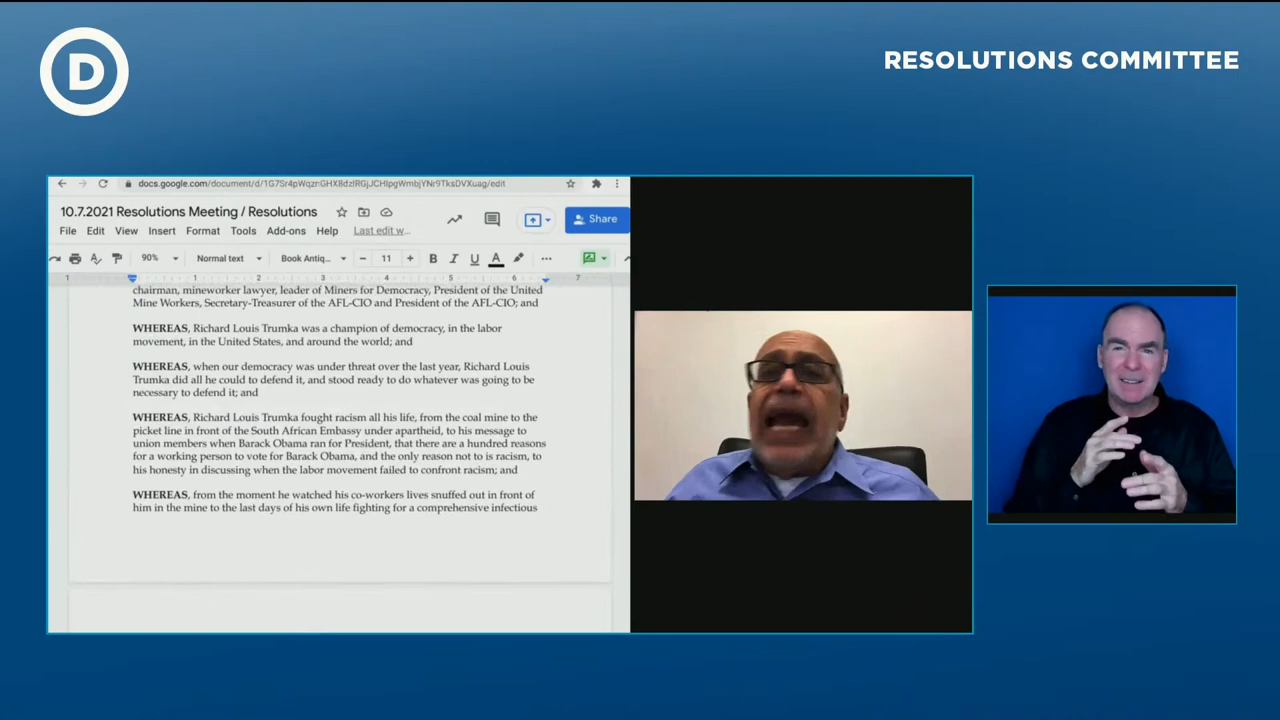 D
RESOLUTIONS COMMITTEE
docs.google.com/document/d/1G7Sr4pWqznGHX8dzlRGjJCHIpgWmbjYNr9TksDVXuag/edit
10.7.2021 Resolutions Meeting / Resolutions
Share
File Edit View Insert Format Tools Add-ons Help Last edit w...
90% Normal text Book Antiq... 11 B I U A
1 1 2 3 4 5 6 7
chairman, mineworker lawyer, leader of Miners for Democracy, President of the United
Mine Workers, Secretary-Treasurer of the AFL-CIO and President of the AFL-CIO; and
WHEREAS, Richard Louis Trumka was a champion of democracy, in the labor
movement, in the United States, and around the world; and
WHEREAS, when our democracy was under threat over the last year, Richard Louis
Trumka did all he could to defend it, and stood ready to do whatever was going to be
necessary to defend it; and
WHEREAS, Richard Louis Trumka fought racism all his life, from the coal mine to the
picket line in front of the South African Embassy under apartheid, to his message to
union members when Barack Obama ran for President, that there are a hundred reasons
for a working person to vote for Barack Obama, and the only reason not to is racism, to
his honesty in discussing when the labor movement failed to confront racism; and
WHEREAS, from the moment he watched his co-workers lives snuffed out in front of
him in the mine to the last days of his own life fighting for a comprehensive infectious